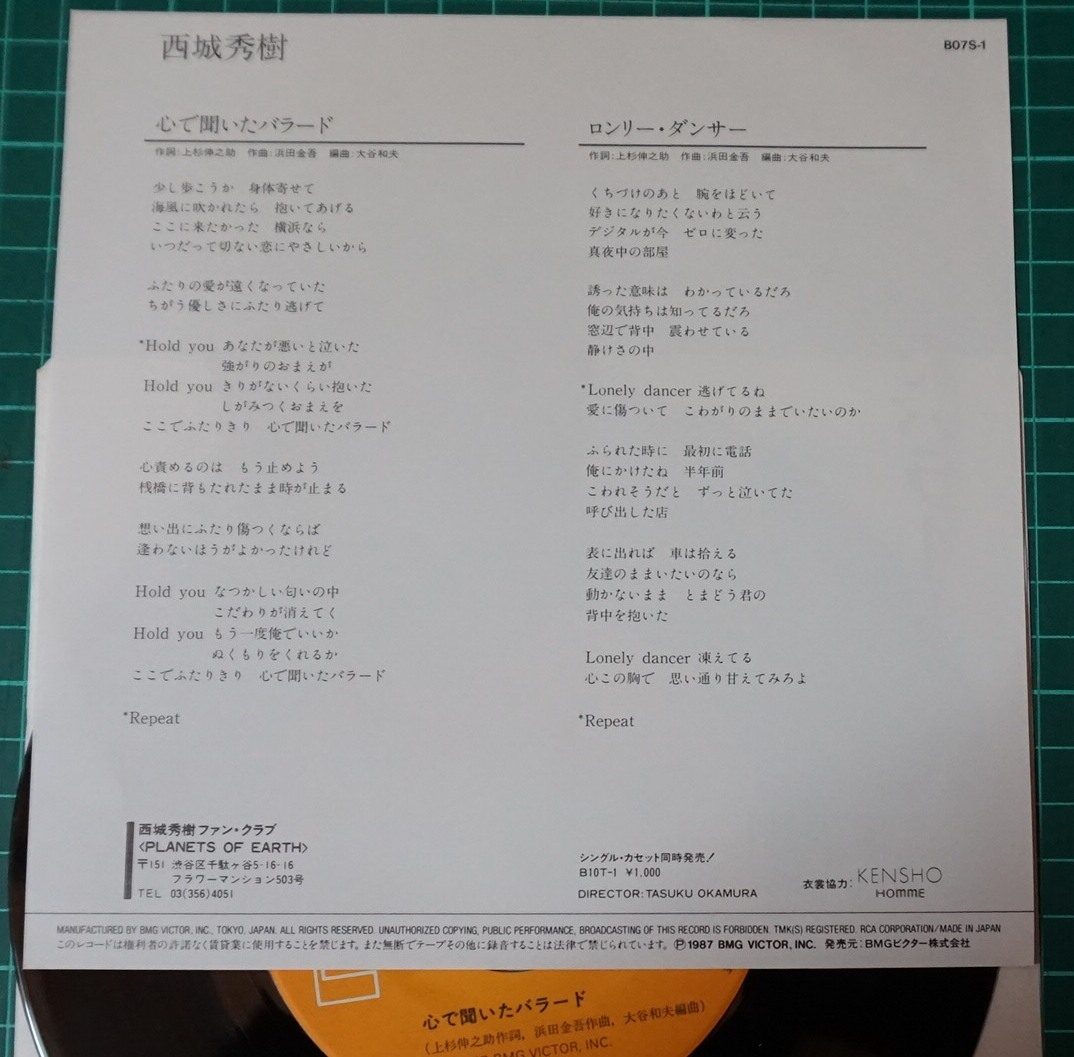 西城秀樹
B07S-1
心で聞いたバラード
作詞:上杉伸之助 作曲:浜田金吾 編曲:大谷和夫
少し歩こうか 身体寄せて
海風に吹かれたら 抱いてあげる
ここに来たかった 横浜なら
いつだって切ない恋にやさしいから
ふたりの愛が遠くなっていた
ちがう優しさにふたり逃げて
*Hold you あなたが悪いと泣いた
強がりのおまえが
Hold you きりがないくらい抱いた
しがみつくおまえを
ここでふたりきり 心で聞いたバラード
心責めるのは もう止めよう
桟橋に背もたれたまま時が止まる
想い出にふたり傷つくならば
逢わないほうがよかったけれど
Hold you なつかしい匂いの中
こだわりが消えてく
Hold you もう一度俺でいいか
ぬくもりをくれるか
ここでふたりきり 心で聞いたバラード
*Repeat
ロンリー・ダンサー
作詞:上杉伸之助 作曲:浜田金吾 編曲:大谷和夫
くちづけのあと 腕をほどいて
好きになりたくないわと云う
デジタルが今 ゼロに変った
真夜中の部屋
誘った意味は わかっているだろ
俺の気持ちは知ってるだろ
窓辺で背中 震わせている
静けさの中
*Lonely dancer 逃げてるね
愛に傷ついて こわがりのままでいたいのか
ふられた時に 最初に電話
俺にかけたね 半年前
こわれそうだと ずっと泣いてた
呼び出した店
表に出れば 車は拾える
友達のままいたいのなら
動かないまま とまどう君の
背中を抱いた
Lonely dancer 凍えてる
心この胸で 思い通り甘えてみろよ
*Repeat
西城秀樹ファン・クラブ
〈PLANETS OF EARTH〉
〒151 渋谷区千駄ヶ谷5-16-16
フラワーマンション503号
TEL 03(356)4051
シングル・カセット同時発売!
B10T-1 ¥1,000
DIRECTOR:TASUKU OKAMURA
衣裳協力:KENSHO
HOMME
MANUFACTURED BY BMG VICTOR, INC., TOKYO, JAPAN. ALL RIGHTS RESERVED. UNAUTHORIZED COPYING, PUBLIC PERFORMANCE, BROADCASTING OF THIS RECORD IS FORBIDDEN. TMK(S) REGISTERED. RCA CORPORATION/MADE IN JAPAN
このレコードは権利者の許諾なく賃貸業に使用することを禁じます。また無断でテープその他に録音することは法律で禁じられています。 Ⓟ1987 BMG VICTOR, INC. 発売元:BMGビクター株式会社
心で聞いたバラード
(上杉伸之助作詞, 浜田金吾作曲, 大谷和夫編曲)
BMG VICTOR, INC.